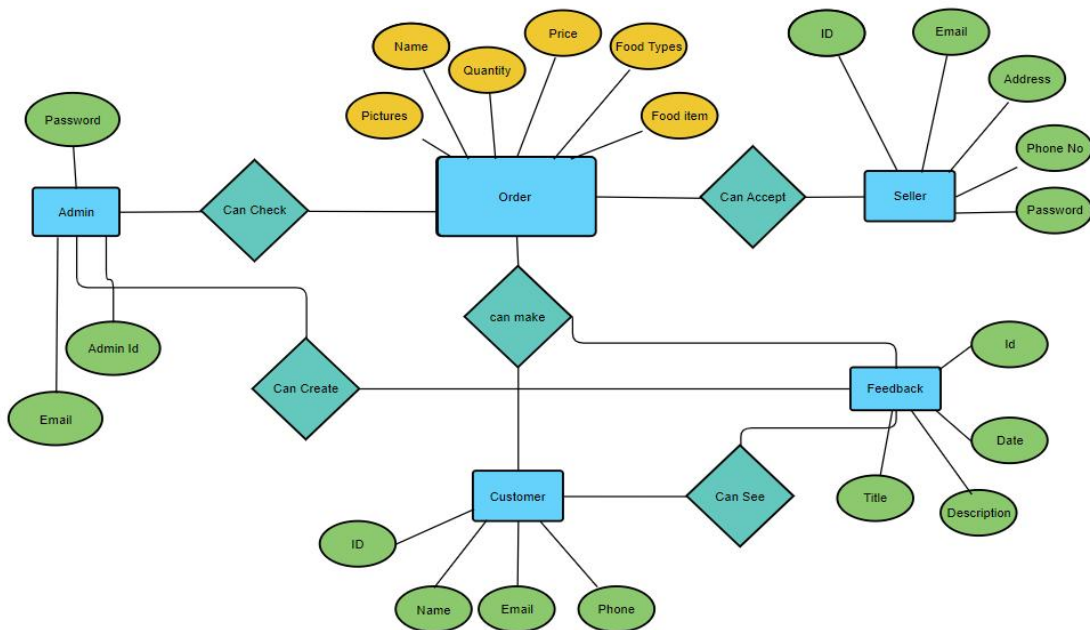 ID
Email
Name
Price
Food Types
Quantity
Address
Pictures
Food item
Password
Phone No
Admin
Can Check
Order
Can Accept
Seller
Password
can make
Admin Id
Id
Can Create
Feedback
Email
Date
Customer
Can See
Title
Description
ID
Name
Email
Phone